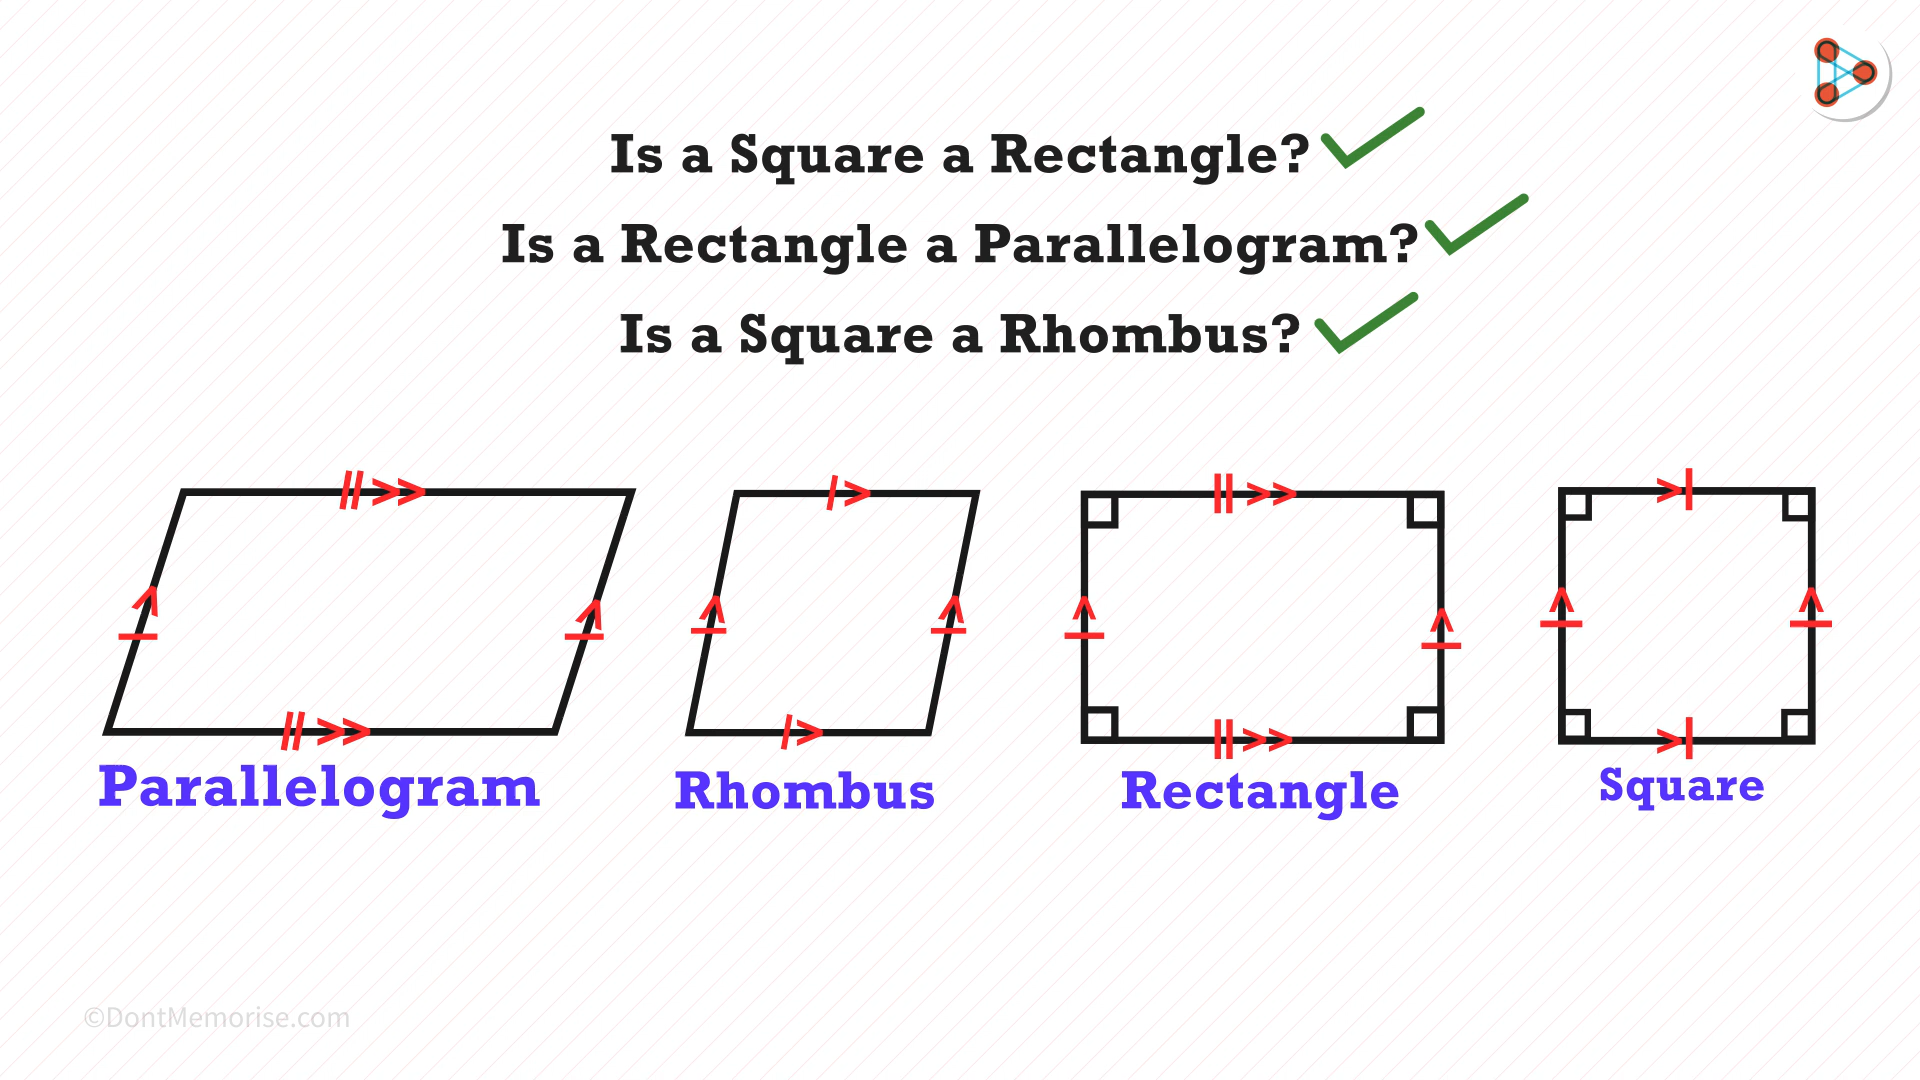 Is a Square a Rectangle?
Is a Rectangle a Parallelogram?
Is a Square a Rhombus?
Parallelogram
Rhombus
Rectangle
Square
©DontMemorise.com